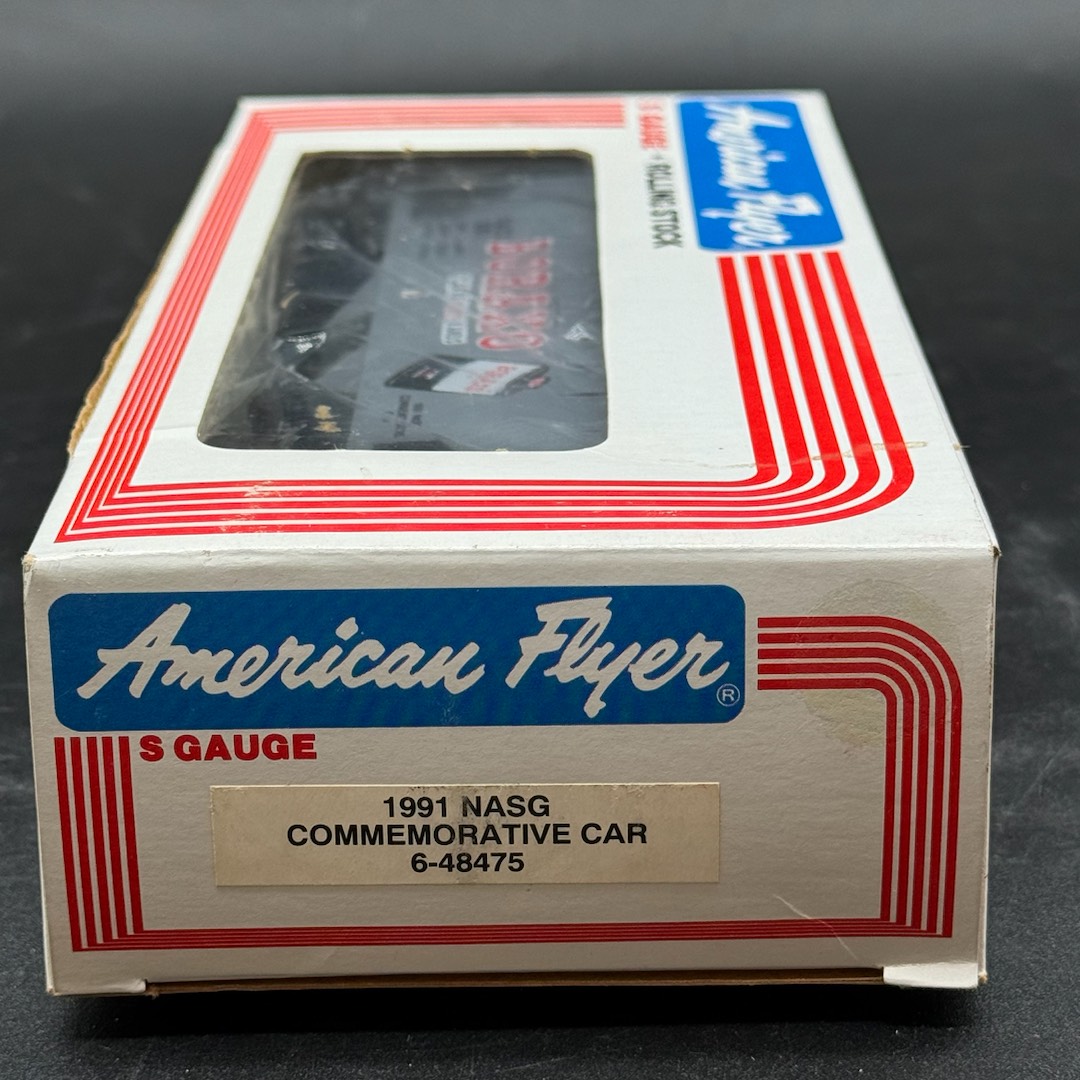 American Flyer
S GAUGE • ROLLING STOCK
American Flyer®
S GAUGE
1991 NASG
COMMEMORATIVE CAR
6-48475